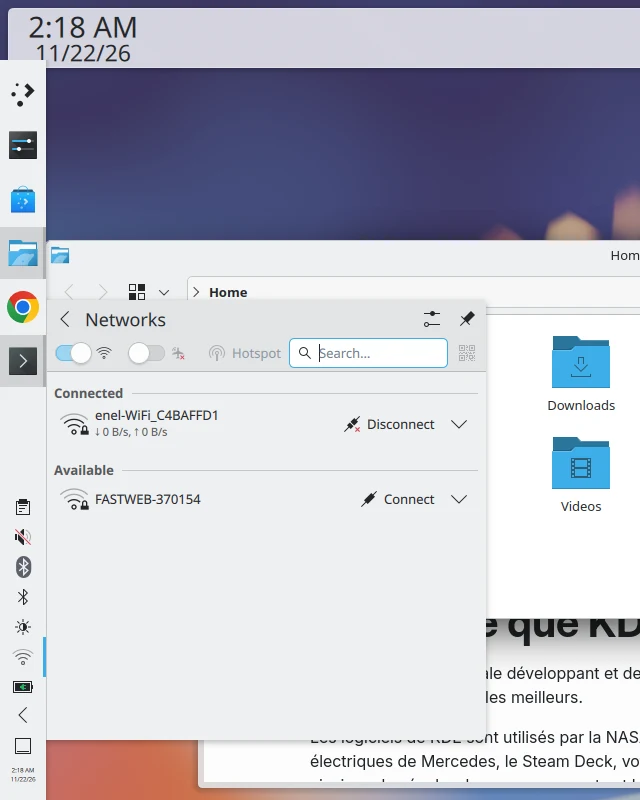 2:18 AM
11/22/26
Home
Networks
Hotspot
Search...
Connected
enel-WiFi_C4BAFFD1
↓ 0 B/s, ↑ 0 B/s
Disconnect
Available
FASTWEB-370154
Connect
Downloads
Videos
que KD
ale développant et de
les meilleurs.
Les logiciels de KDE sont utilisés par la NAS
électriques de Mercedes, le Steam Deck, vo
2:18 AM
11/22/26